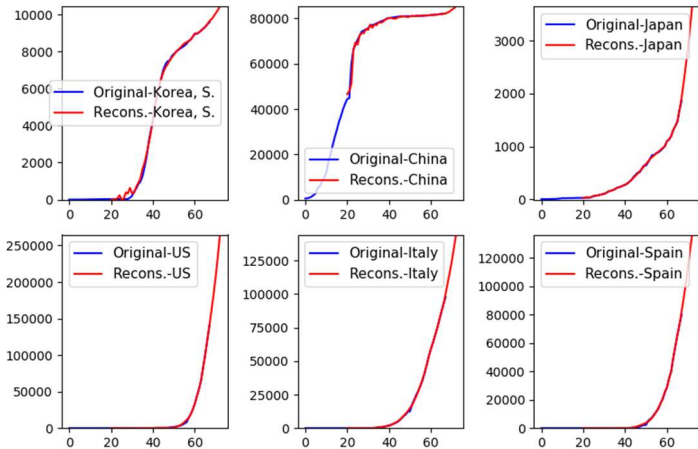 10000
8000
6000
4000
2000
0
Original-Korea, S.
Recons.-Korea, S.
0 20 40 60
80000
60000
40000
20000
0
Original-China
Recons.-China
0 20 40 60
3000
2000
1000
0
Original-Japan
Recons.-Japan
0 20 40 60
250000
200000
150000
100000
50000
0
Original-US
Recons.-US
0 20 40 60
125000
100000
75000
50000
25000
0
Original-Italy
Recons.-Italy
0 20 40 60
120000
100000
80000
60000
40000
20000
0
Original-Spain
Recons.-Spain
0 20 40 60